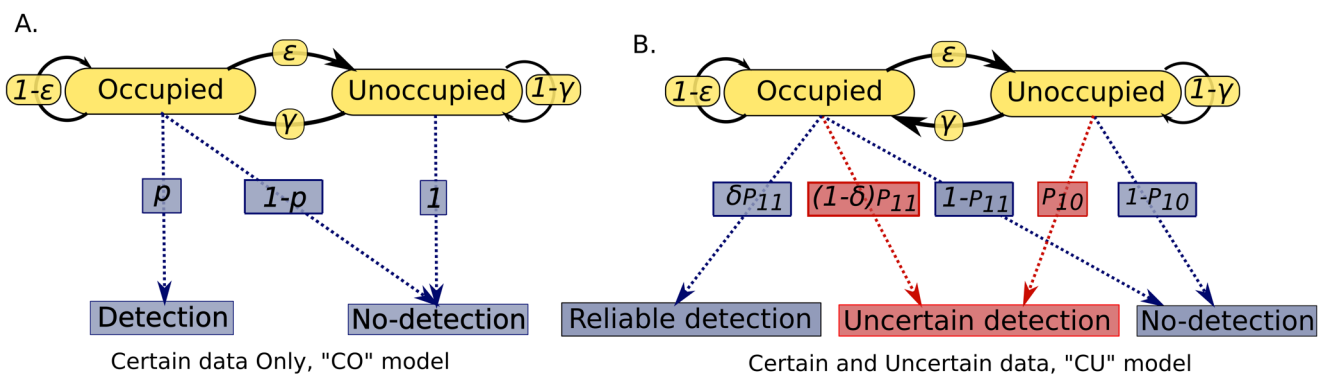 A.
ε
1-ε
Occupied
Unoccupied
1-γ
γ
p
1-p
1
Detection
No-detection
Certain data Only, "CO" model
B.
ε
1-ε
Occupied
Unoccupied
1-γ
γ
δP11
(1-δ)P11
1-P11
P10
1-P10
Reliable detection
Uncertain detection
No-detection
Certain and Uncertain data, "CU" model